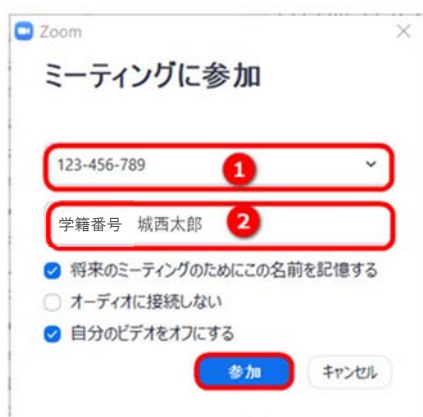 Zoom
ミーティングに参加
123-456-789
1
学籍番号 城西太郎
2
将来のミーティングのためにこの名前を記憶する
オーディオに接続しない
自分のビデオをオフにする
参加 キャンセル